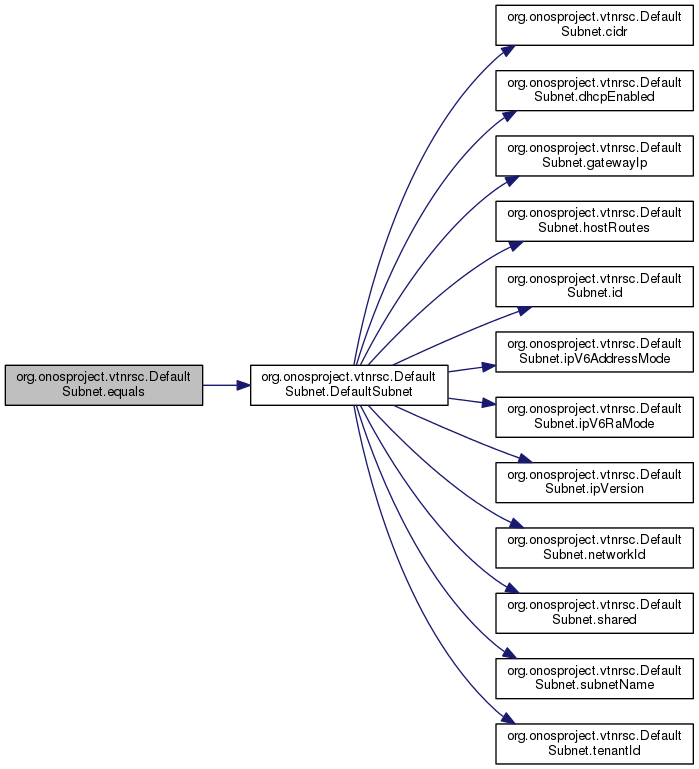 org.onosproject.vtnrsc.Default
Subnet.equals
org.onosproject.vtnrsc.Default
Subnet.DefaultSubnet
org.onosproject.vtnrsc.Default
Subnet.cidr
org.onosproject.vtnrsc.Default
Subnet.dhcpEnabled
org.onosproject.vtnrsc.Default
Subnet.gatewayIp
org.onosproject.vtnrsc.Default
Subnet.hostRoutes
org.onosproject.vtnrsc.Default
Subnet.id
org.onosproject.vtnrsc.Default
Subnet.ipV6AddressMode
org.onosproject.vtnrsc.Default
Subnet.ipV6RaMode
org.onosproject.vtnrsc.Default
Subnet.ipVersion
org.onosproject.vtnrsc.Default
Subnet.networkId
org.onosproject.vtnrsc.Default
Subnet.shared
org.onosproject.vtnrsc.Default
Subnet.subnetName
org.onosproject.vtnrsc.Default
Subnet.tenantId